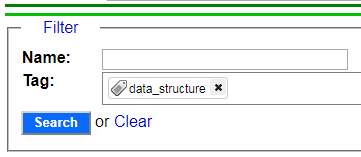 Filter
Name:
Tag: data_structure ✖
Search or Clear